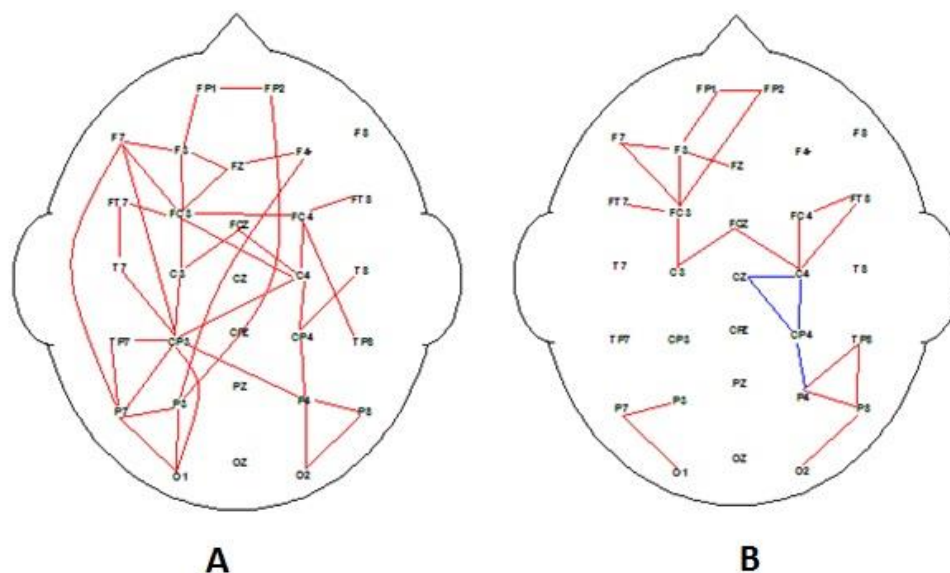 FP1 FP2
F7 F3 FZ F4 F8
FT7 FC3 FCZ FC4 FT8
T7 C3 CZ C4 T8
TP7 CP3 CPZ CP4 TP8
P7 P3 PZ P4 P8
O1 OZ O2
A
FP1 FP2
F7 F3 FZ F4 F8
FT7 FC3 FCZ FC4 FT8
T7 C3 CZ C4 T8
TP7 CP3 CPZ CP4 TP8
P7 P3 PZ P4 P8
O1 OZ O2
B